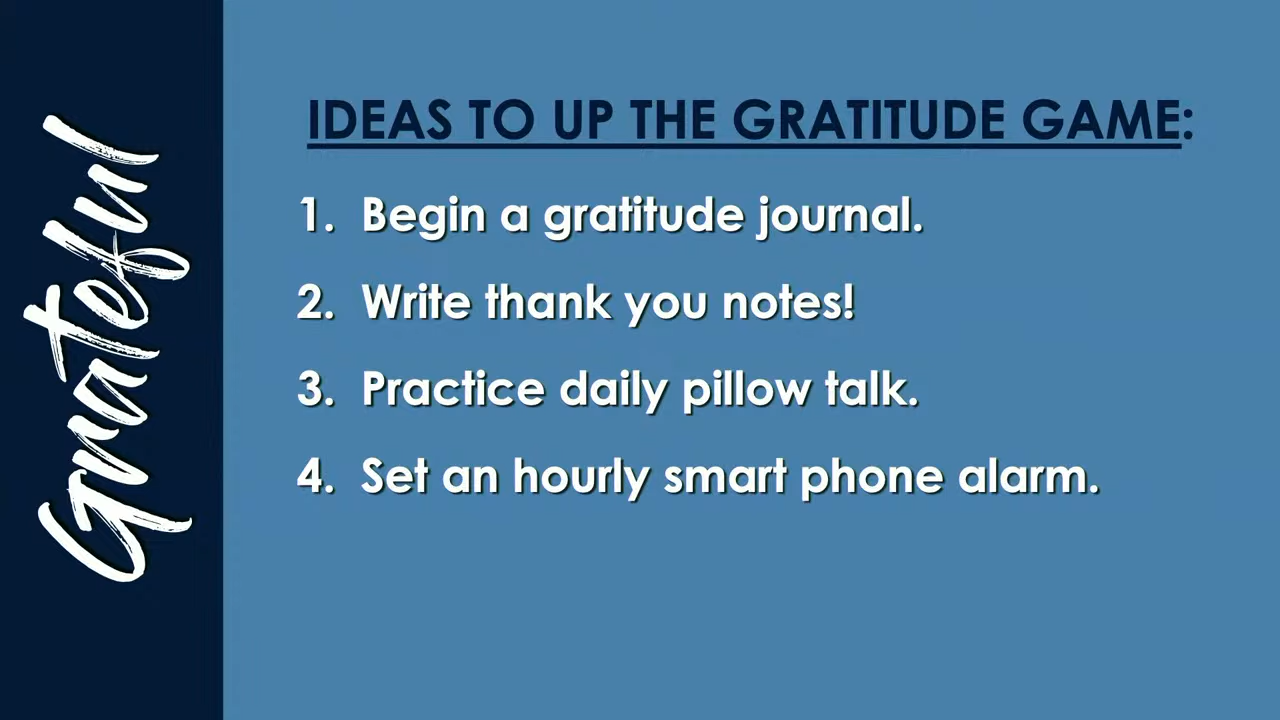 Grateful
IDEAS TO UP THE GRATITUDE GAME:
1. Begin a gratitude journal.
2. Write thank you notes!
3. Practice daily pillow talk.
4. Set an hourly smart phone alarm.